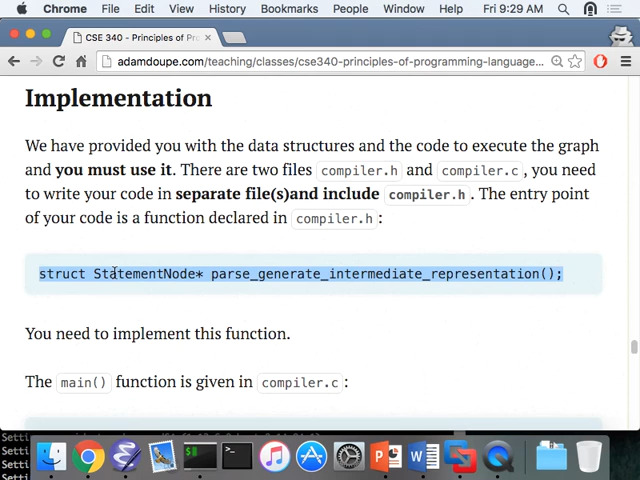 Chrome File Edit View History Bookmarks People Window Help Fri 9:29 AM
CSE 340 - Principles of Pr
adamdoupe.com/teaching/classes/cse340-principles-of-programming-language...
Implementation
We have provided you with the data structures and the code to execute the graph
and you must use it. There are two files compiler.h and compiler.c, you need
to write your code in separate file(s)and include compiler.h. The entry point
of your code is a function declared in compiler.h:
struct StatementNode* parse_generate_intermediate_representation();
You need to implement this function.
The main() function is given in compiler.c:
Setti
Setti
Setti